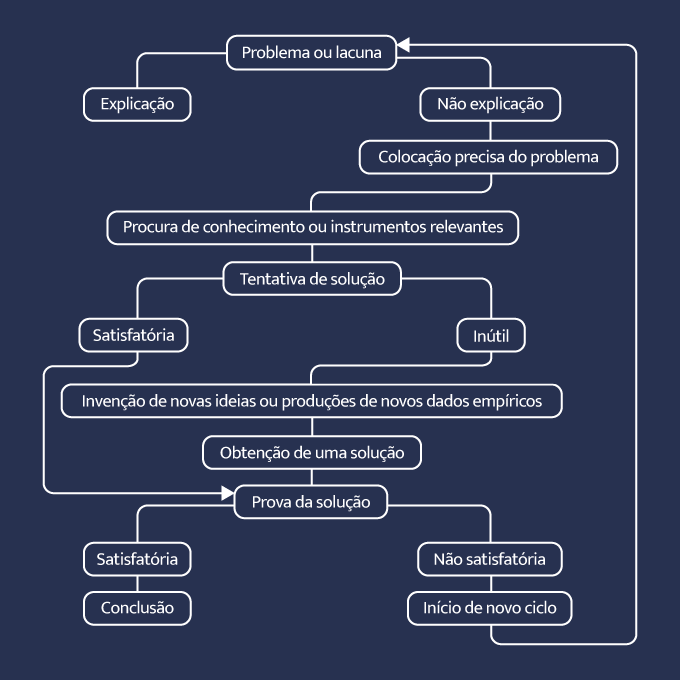 Problema ou lacuna
Explicação
Não explicação
Colocação precisa do problema
Procura de conhecimento ou instrumentos relevantes
Tentativa de solução
Satisfatória
Inútil
Invenção de novas ideias ou produções de novos dados empíricos
Obtenção de uma solução
Prova da solução
Satisfatória
Não satisfatória
Conclusão
Início de novo ciclo